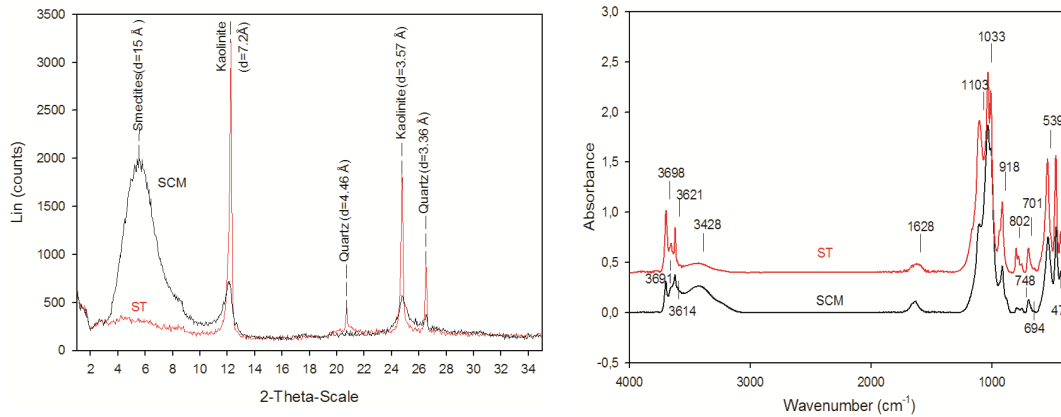 3500
3000
2500
2000
1500
1000
500
0
Lin (counts)
Smectites(d=15 Å)
Kaolinite
(d=7.2Å)
Quartz (d=4.46 Å)
Kaolinite (d=3.57 Å)
Quartz (d=3.36 Å)
SCM
ST
2 4 6 8 10 12 14 16 18 20 22 24 26 28 30 32 34
2-Theta-Scale
3,0
2,5
2,0
1,5
1,0
0,5
0,0
-0,5
Absorbance
1033
1103
539
918
3698
3621
3428
1628
802
701
ST
3691
3614
SCM
748
694
47
4000 3000 2000 1000
Wavenumber (cm⁻¹)